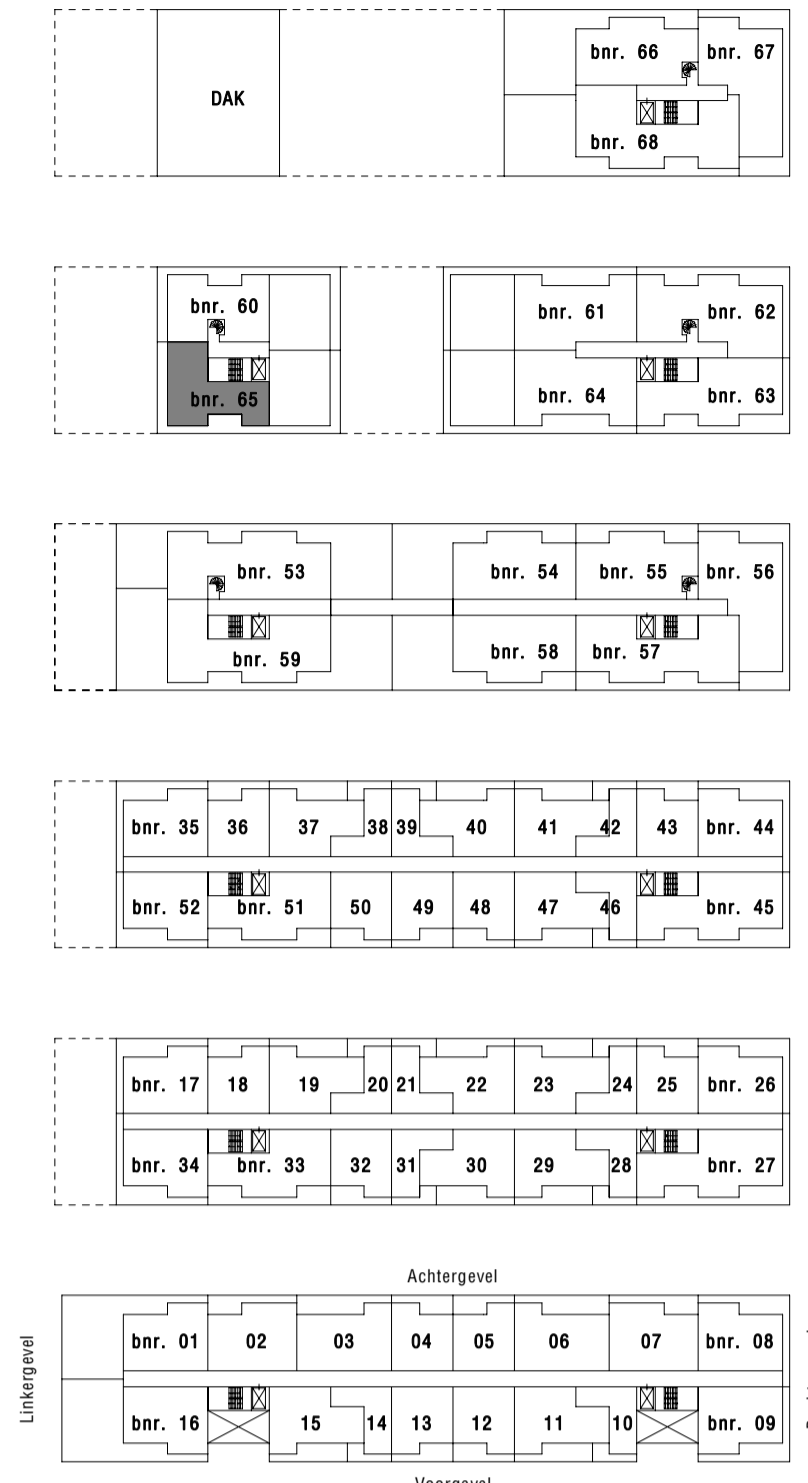 bnr. 66 bnr. 67
DAK
bnr. 68
bnr. 60 bnr. 61 bnr. 62
bnr. 65 bnr. 64 bnr. 63
bnr. 53 bnr. 54 bnr. 55 bnr. 56
bnr. 59 bnr. 58 bnr. 57
bnr. 35 36 37 38 39 40 41 42 43 bnr. 44
bnr. 52 bnr. 51 50 49 48 47 46 bnr. 45
bnr. 17 18 19 20 21 22 23 24 25 bnr. 26
bnr. 34 bnr. 33 32 31 30 29 28 bnr. 27
Achtergevel
Linkergevel
bnr. 01 02 03 04 05 06 07 bnr. 08
bnr. 16 15 14 13 12 11 10 bnr. 09
Voorgevel